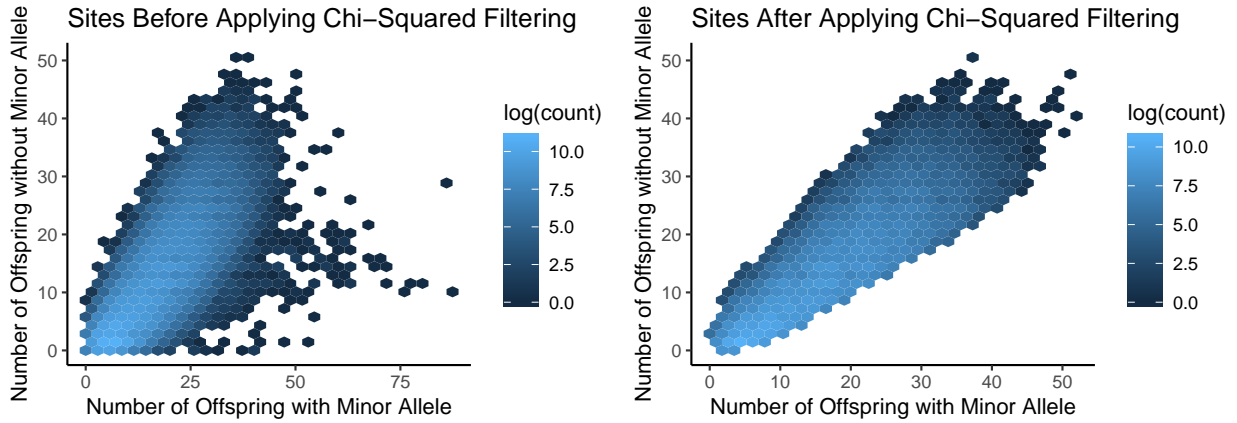 Sites Before Applying Chi−Squared Filtering
Number of Offspring without Minor Allele
50
40
30
20
10
0
0 25 50 75
Number of Offspring with Minor Allele
log(count)
10.0
7.5
5.0
2.5
0.0
Sites After Applying Chi−Squared Filtering
Number of Offspring without Minor Allele
50
40
30
20
10
0
0 10 20 30 40 50
Number of Offspring with Minor Allele
log(count)
10.0
7.5
5.0
2.5
0.0